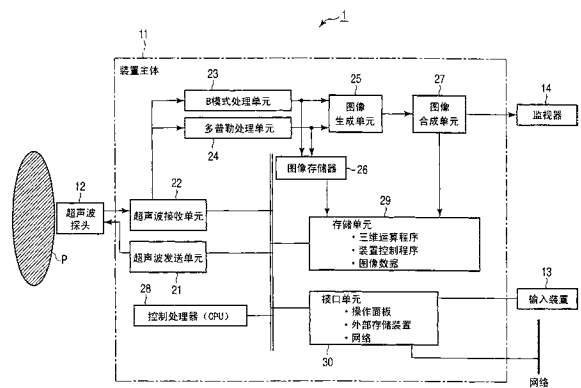 1
11
装置主体
23
B模式处理单元
多普勒处理单元
24
25
图像
生成单元
27
图像
合成单元
14
监视器
图像存储器
26
12
超声波
探头
22
超声波接收单元
超声波发送单元
21
P
29
存储单元
・三维运算程序
・装置控制程序
・图像数据
28
控制处理器（CPU）
接口单元
・操作面板
・外部存储装置
・网络
30
13
输入装置
网络